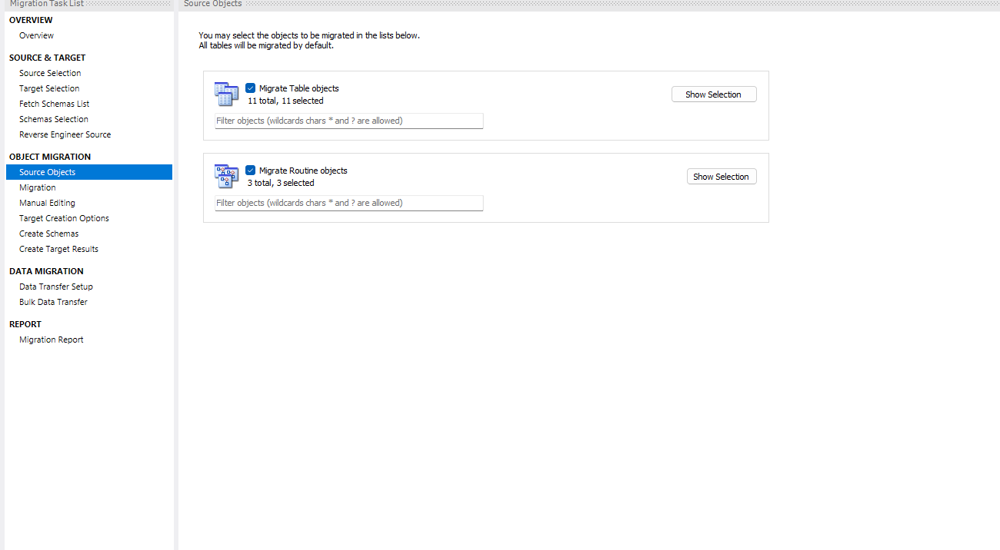 Migration Task List
OVERVIEW
Overview
SOURCE & TARGET
Source Selection
Target Selection
Fetch Schemas List
Schemas Selection
Reverse Engineer Source
OBJECT MIGRATION
Source Objects
Migration
Manual Editing
Target Creation Options
Create Schemas
Create Target Results
DATA MIGRATION
Data Transfer Setup
Bulk Data Transfer
REPORT
Migration Report
Source Objects
You may select the objects to be migrated in the lists below.
All tables will be migrated by default.
Migrate Table objects
11 total, 11 selected
Show Selection
Filter objects (wildcards chars * and ? are allowed)
Migrate Routine objects
3 total, 3 selected
Show Selection
Filter objects (wildcards chars * and ? are allowed)